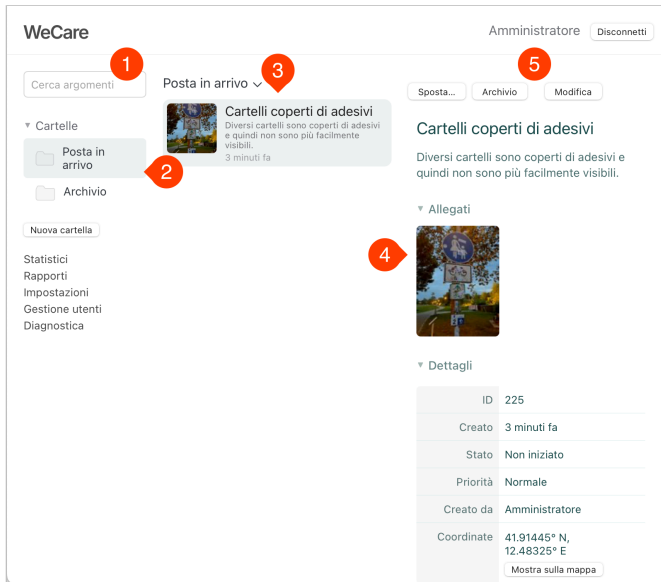 WeCare
Amministratore
Disconnetti
1
Cerca argomenti
Cartelle
Posta in
arrivo
2
Archivio
Nuova cartella
Statistici
Rapporti
Impostazioni
Gestione utenti
Diagnostica
Posta in arrivo
3
Cartelli coperti di adesivi
Diversi cartelli sono coperti di adesivi
e quindi non sono più facilmente
visibili.
3 minuti fa
5
Sposta...
Archivio
Modifica
Cartelli coperti di adesivi
Diversi cartelli sono coperti di adesivi e
quindi non sono più facilmente visibili.
Allegati
4
Dettagli
ID 225
Creato 3 minuti fa
Stato Non iniziato
Priorità Normale
Creato da Amministratore
Coordinate 41.91445° N,
12.48325° E
Mostra sulla mappa